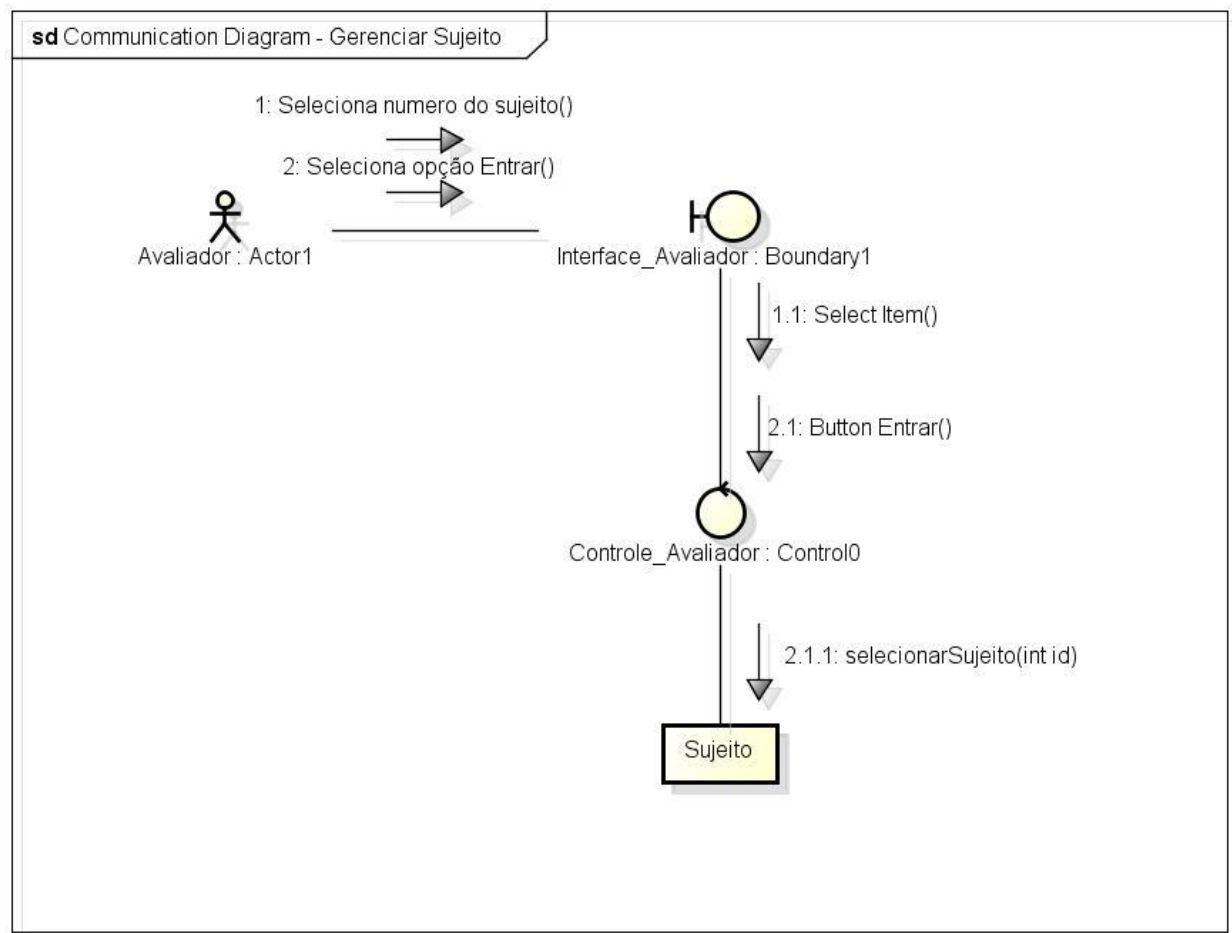 sd Communication Diagram - Gerenciar Sujeito
1: Seleciona numero do sujeito()
2: Seleciona opção Entrar()
Avaliador : Actor1
Interface_Avaliador : Boundary1
1.1: Select Item()
2.1: Button Entrar()
Controle_Avaliador : Control0
2.1.1: selecionarSujeito(int id)
Sujeito